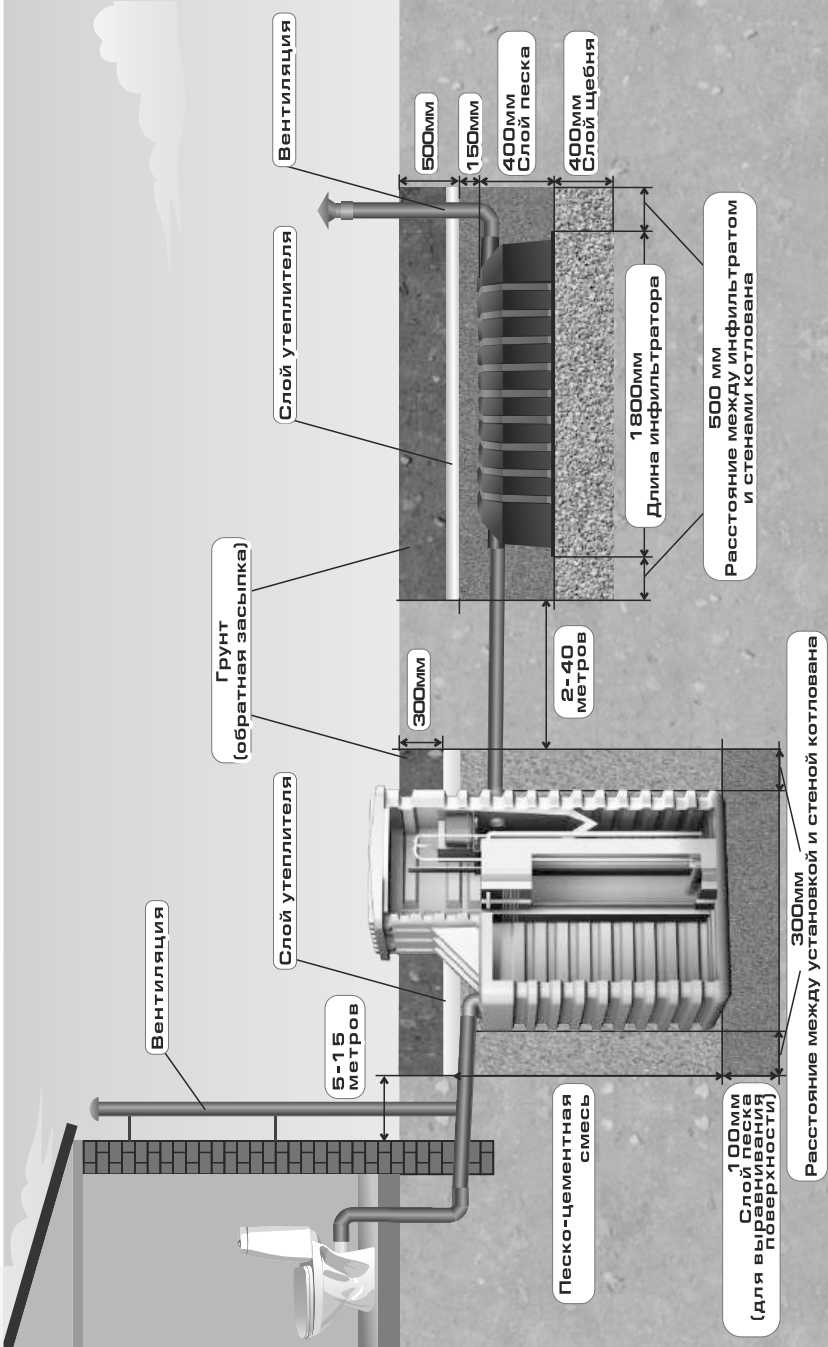 Вентиляция
Слой утеплителя
Грунт
(обратная засыпка)
Слой утеплителя
Вентиляция
5-15
метров
300мм
500мм
150мм
400мм
Слой песка
400мм
Слой щебня
2-40
метров
1800мм
Длина инфильтратора
500 мм
Расстояние между инфильтратом
и стенами котлована
Песко-цементная
смесь
100мм
Слой песка
(для выравнивания
поверхности)
300мм
Расстояние между установкой и стеной котлована